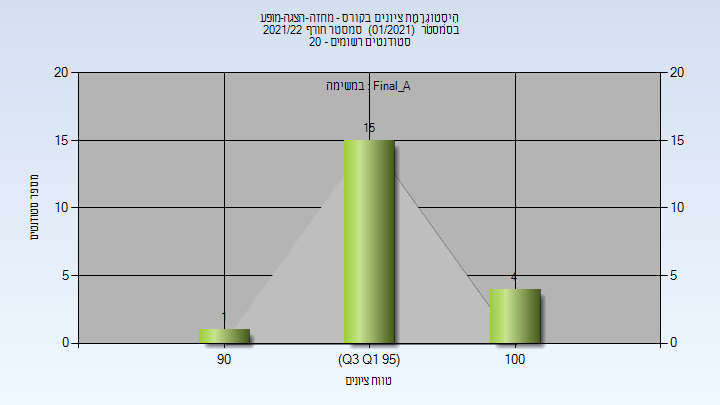 היסטוגרמת ציונים בקורס - מחזה-הצגה-מופע
בסמסטר (01/2021) סמסטר חורף 2021/22
סטודנטים רשומים - 20
במשימה : Final_A
20
20
15
15
15
10
10
5
5
4
1
0
0
מספר סטודנטים
90
(Q3 Q1 95)
100
טווח ציונים